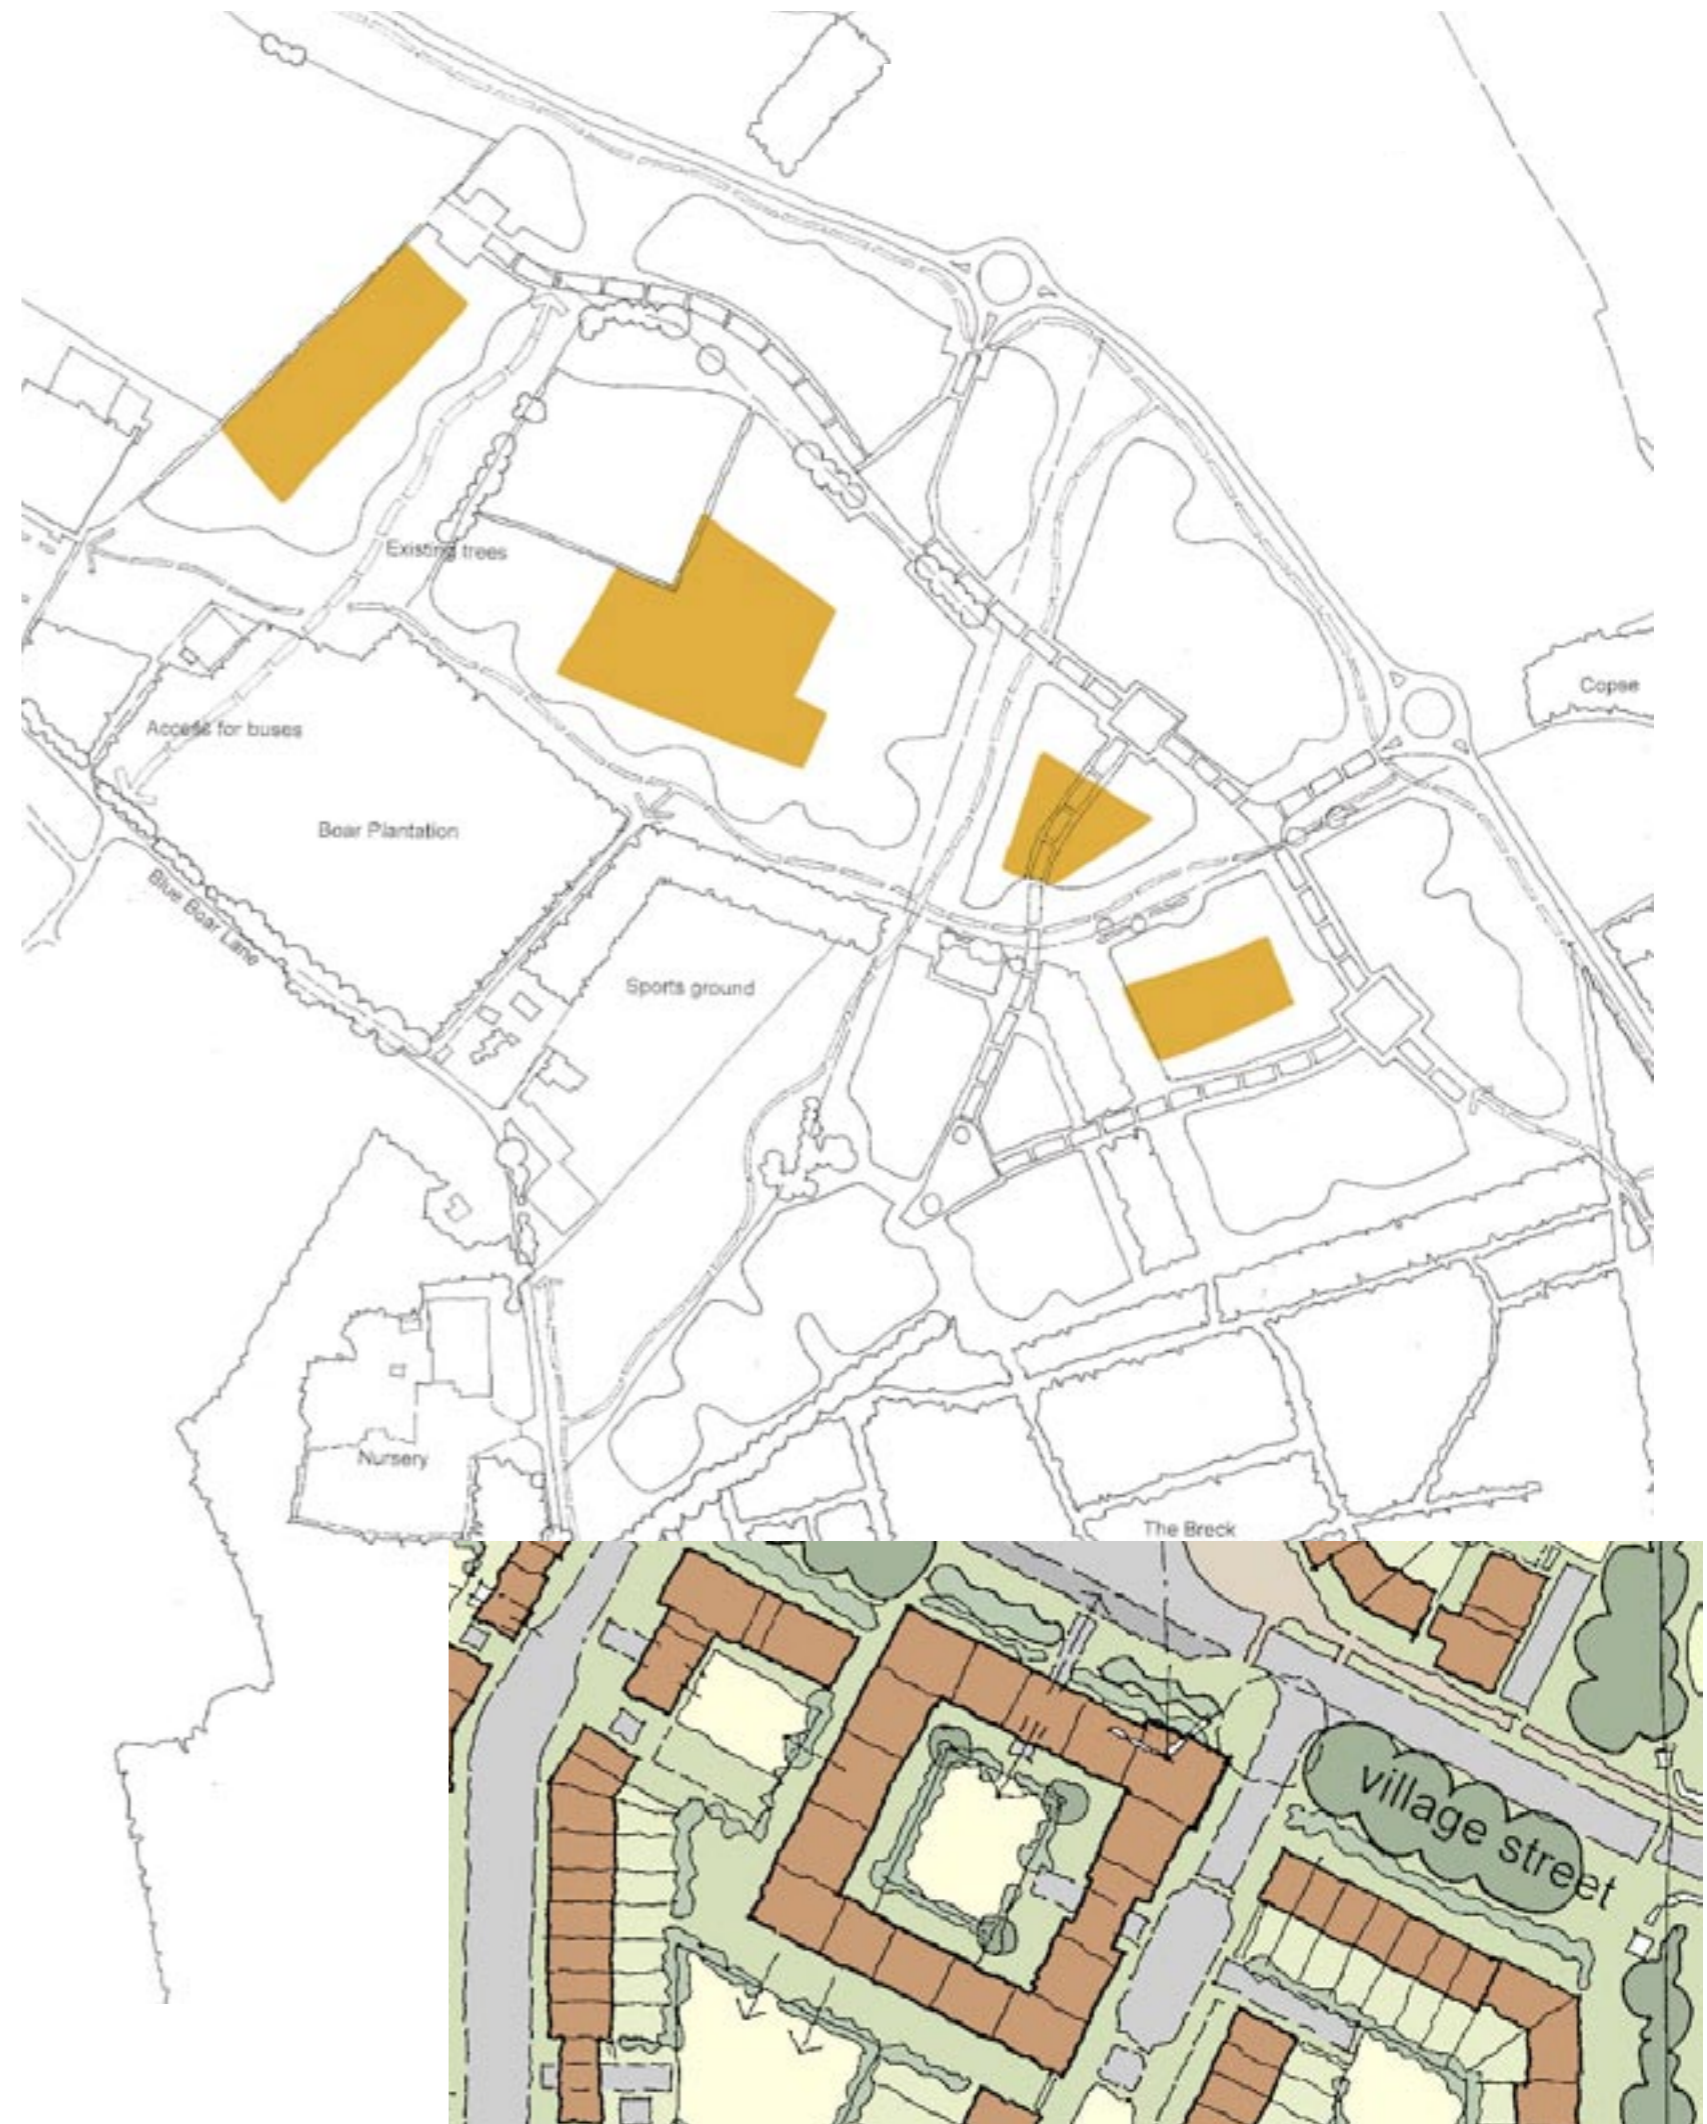 Existing trees
Copse
Access for buses
Boar Plantation
Blue Boar Lane
Sports ground
Nursery
The Breck
village street